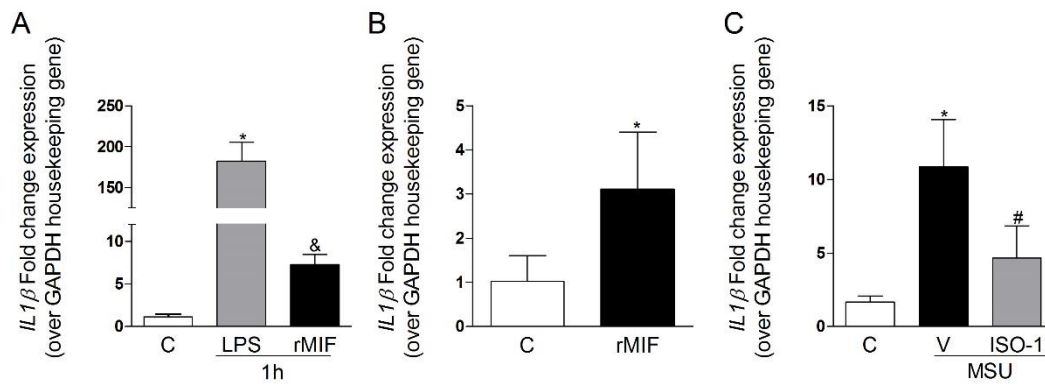 A
IL1β Fold change expression
(over GAPDH housekeeping gene)
250
200
150
10
5
0
*
&
C LPS rMIF
1h
B
IL1β Fold change expression
(over GAPDH housekeeping gene)
5
4
3
2
1
0
*
C rMIF
C
IL1β Fold change expression
(over GAPDH housekeeping gene)
15
10
5
0
*
#
C V ISO-1
MSU